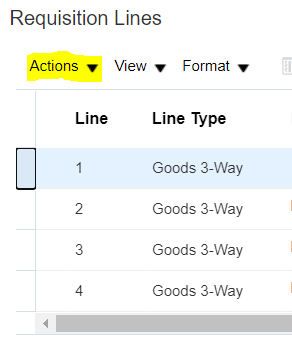 Requisition Lines
Actions View Format
Line Line Type
1 Goods 3-Way
2 Goods 3-Way
3 Goods 3-Way
4 Goods 3-Way